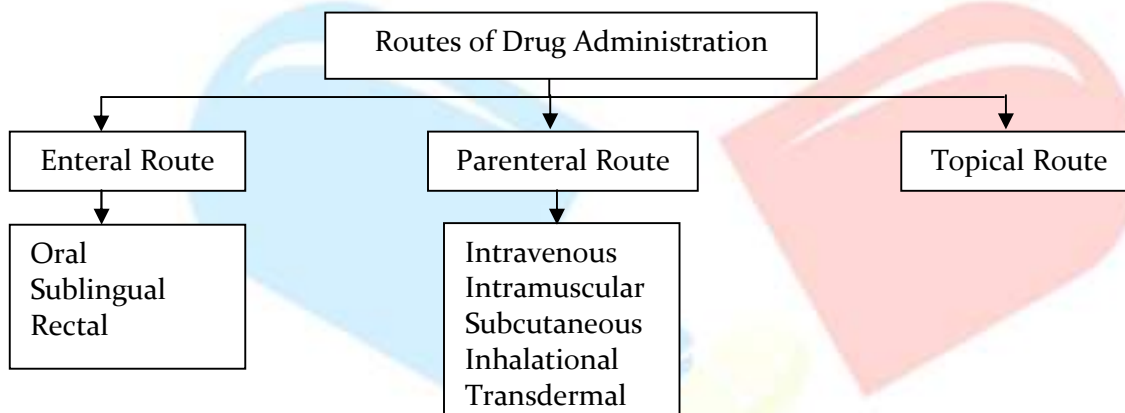 Routes of Drug Administration
Enteral Route
Parenteral Route
Topical Route
Oral
Sublingual
Rectal
Intravenous
Intramuscular
Subcutaneous
Inhalational
Transdermal